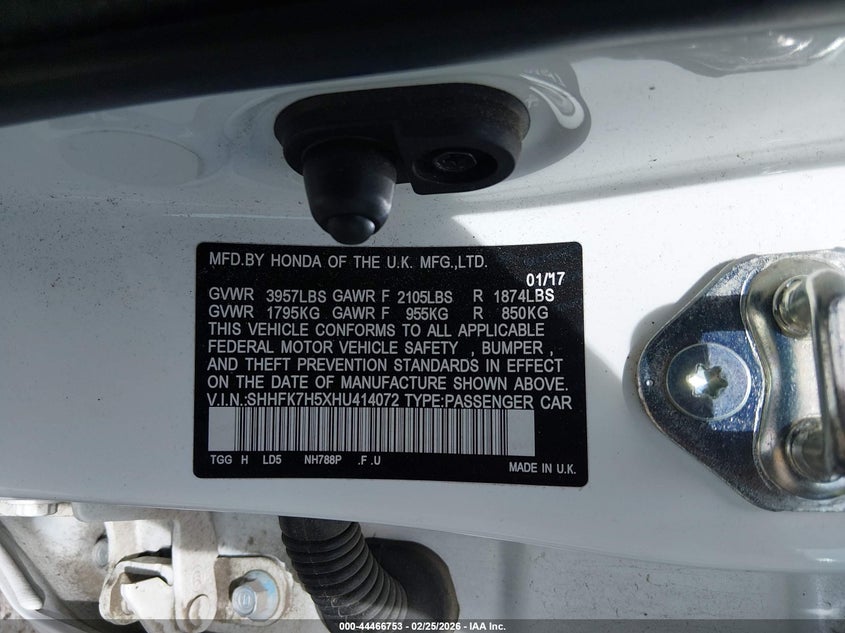 MFD.BY HONDA OF THE U.K. MFG.,LTD.
01/17
GVWR 3957LBS GAWR F 2105LBS R 1874LBS
GVWR 1795KG GAWR F 955KG R 850KG
THIS VEHICLE CONFORMS TO ALL APPLICABLE
FEDERAL MOTOR VEHICLE SAFETY , BUMPER ,
AND THEFT PREVENTION STANDARDS IN EFFECT
ON THE DATE OF MANUFACTURE SHOWN ABOVE.
V.I.N.:SHHFK7H5XHU414072 TYPE:PASSENGER CAR
TGG H LD5 NH788P .F .U
MADE IN U.K.
000-44466753 - 02/25/2026 - IAA Inc.